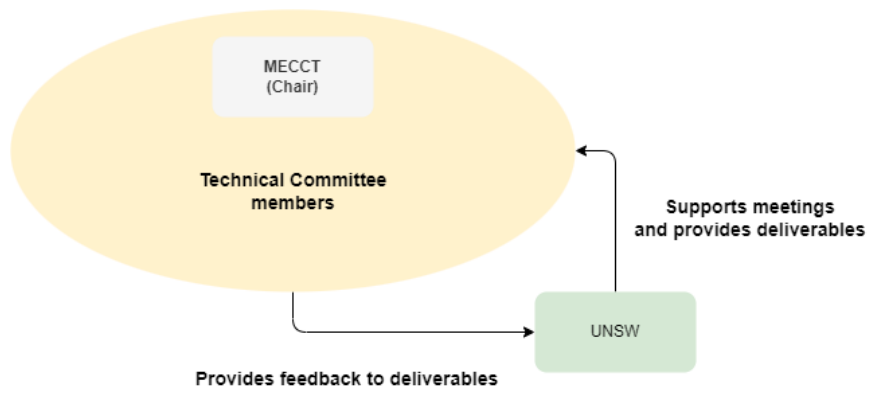 MECCT
(Chair)
Technical Committee
members
Supports meetings
and provides deliverables
UNSW
Provides feedback to deliverables